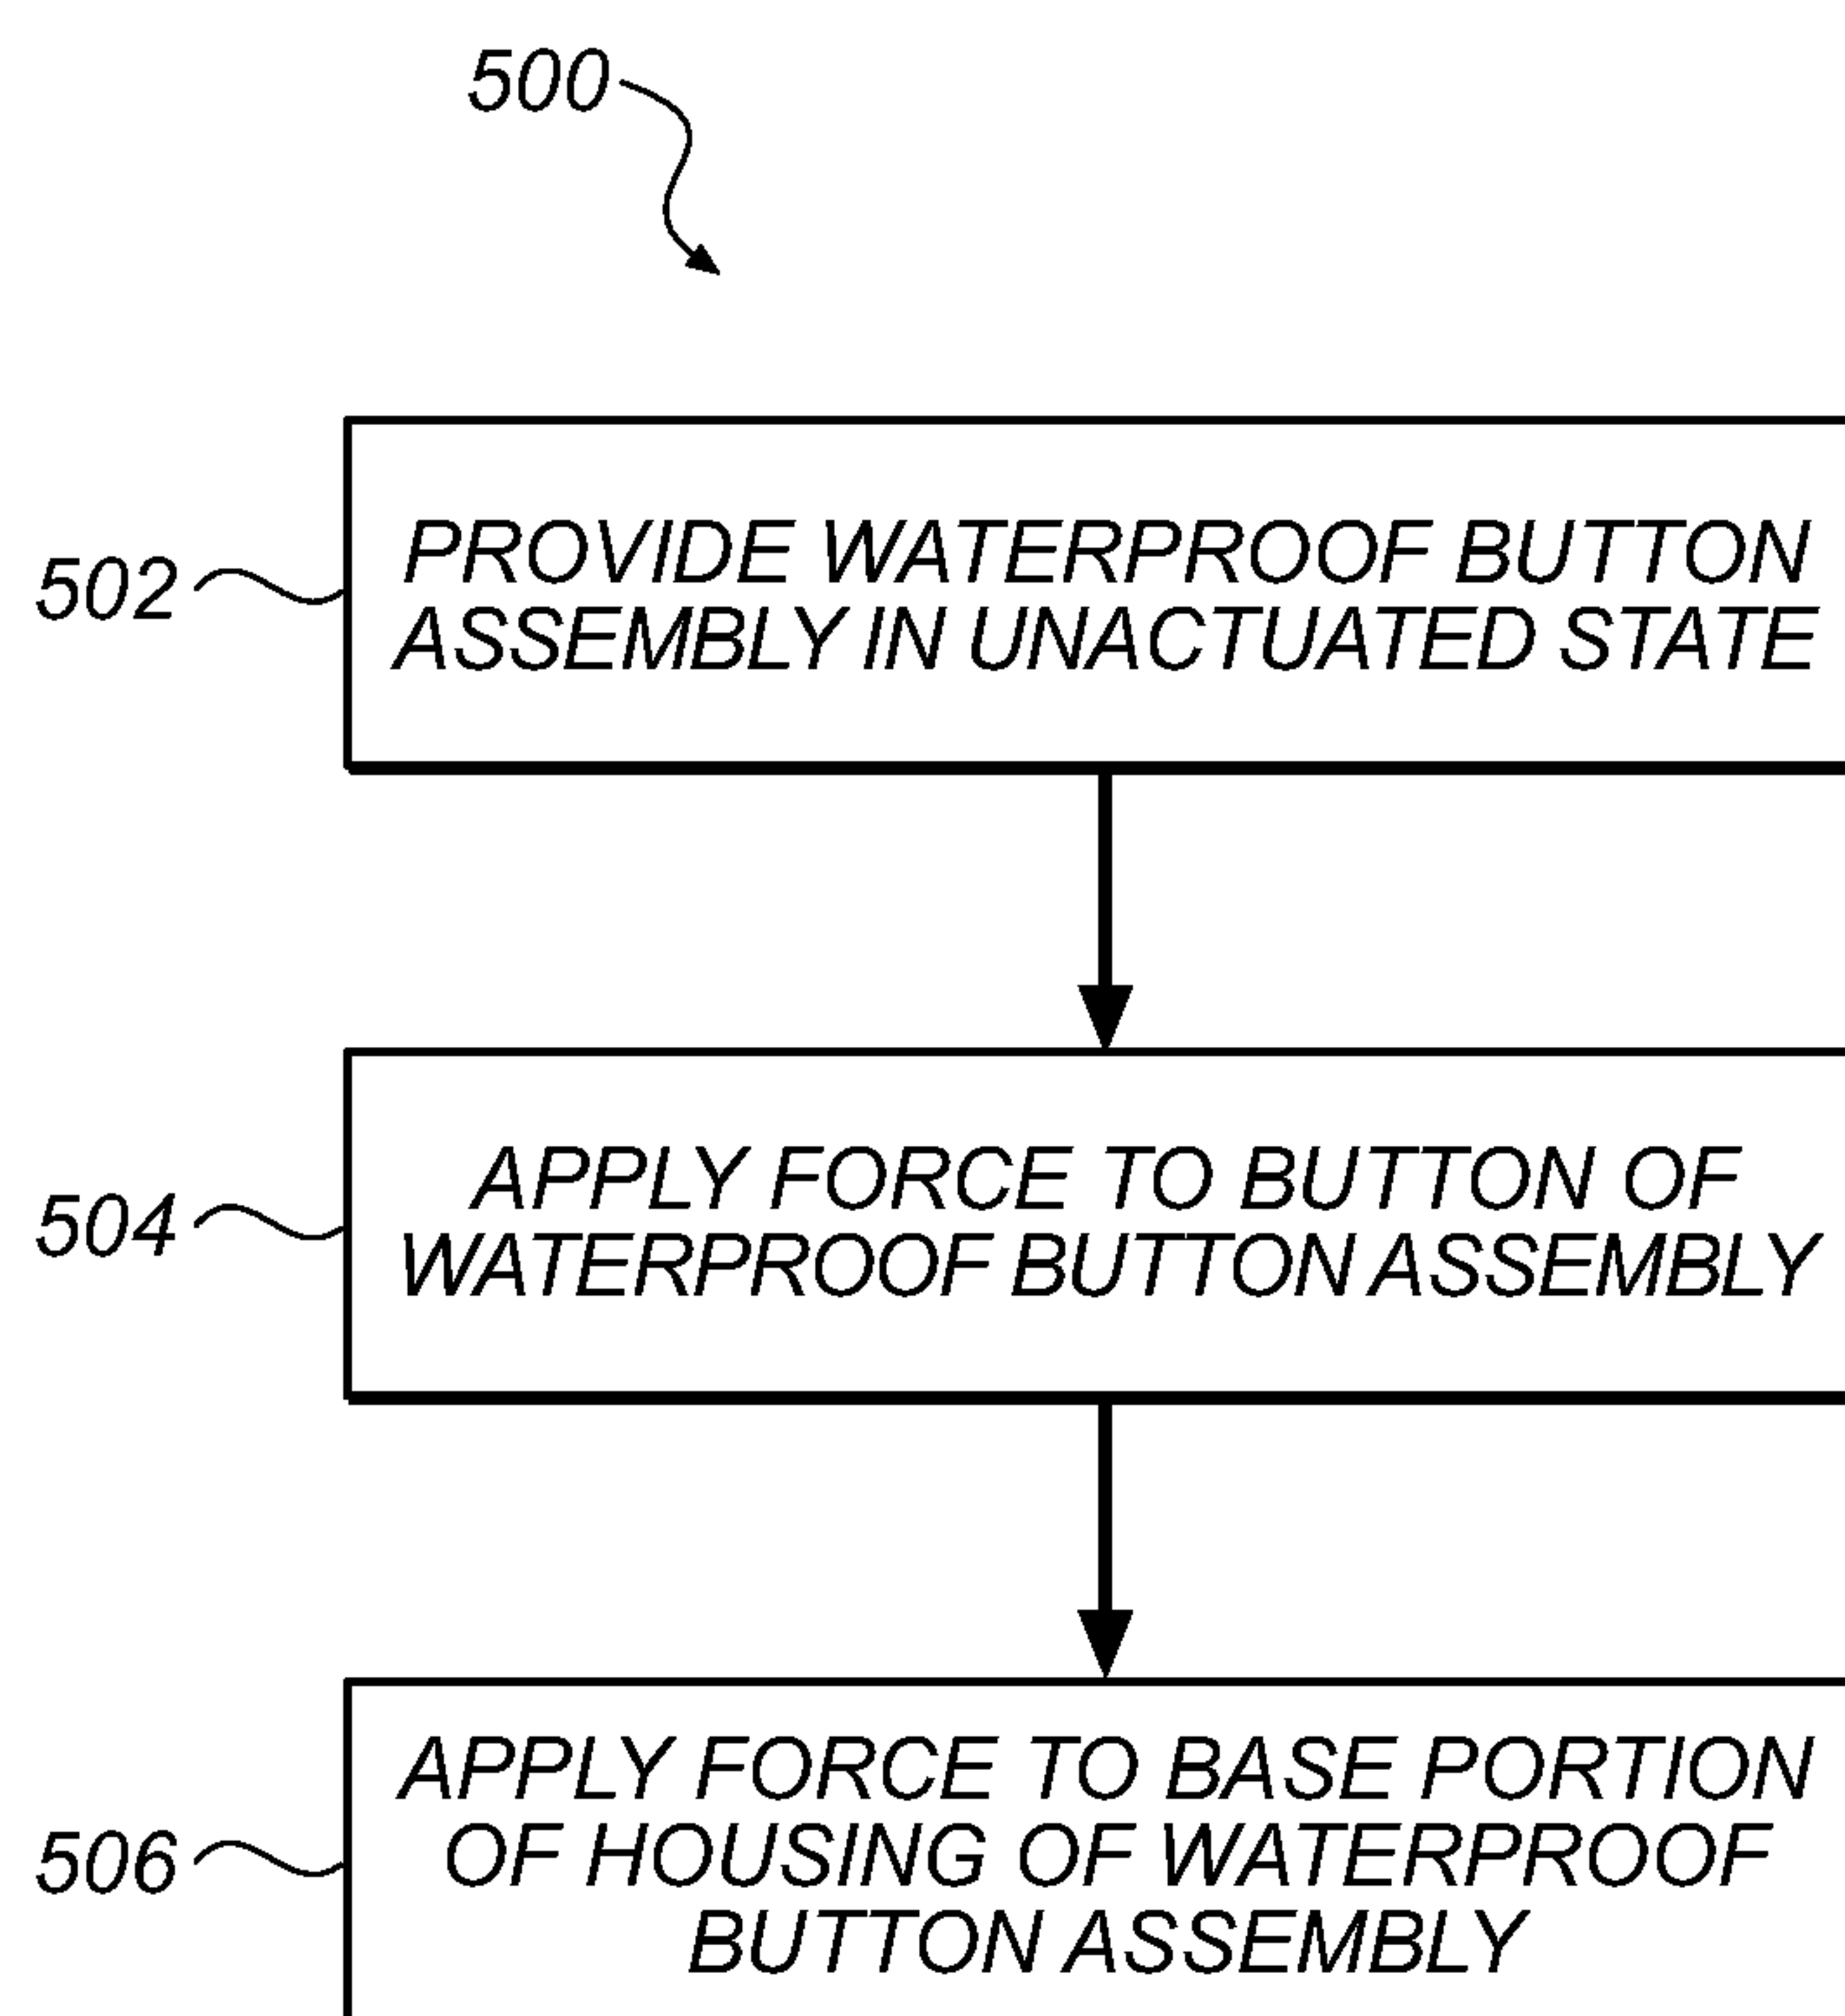 500
502
PROVIDE WATERPROOF BUTTON
ASSEMBLY IN UNACTUATED STATE
504
APPLY FORCE TO BUTTON OF
WATERPROOF BUTTON ASSEMBLY
506
APPLY FORCE TO BASE PORTION
OF HOUSING OF WATERPROOF
BUTTON ASSEMBLY